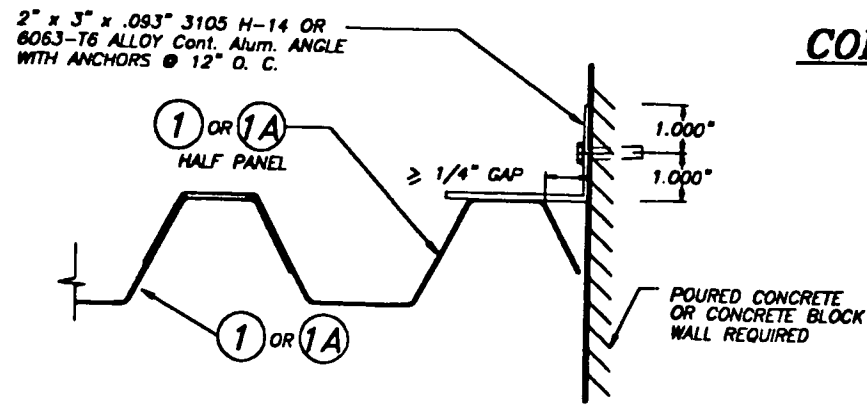 2" x 3" x .093" 3105 H-14 OR
6063-T6 ALLOY Cont. Alum. ANGLE
WITH ANCHORS @ 12" O. C.
1 OR 1A
HALF PANEL
≥ 1/4" GAP
1.000"
1.000"
1 OR 1A
POURED CONCRETE
OR CONCRETE BLOCK
WALL REQUIRED